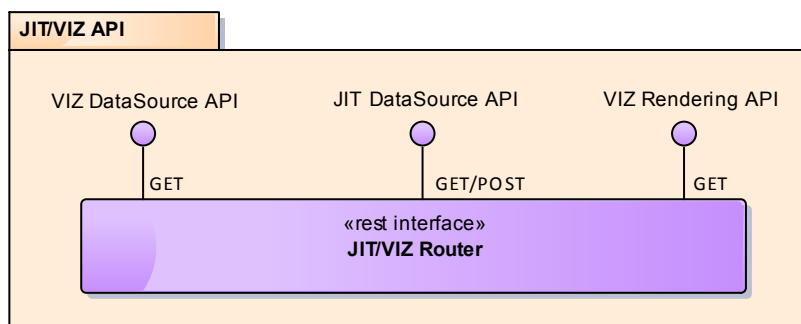 JIT/VIZ API
VIZ DataSource API JIT DataSource API VIZ Rendering API
GET GET/POST GET
«rest interface»
JIT/VIZ Router